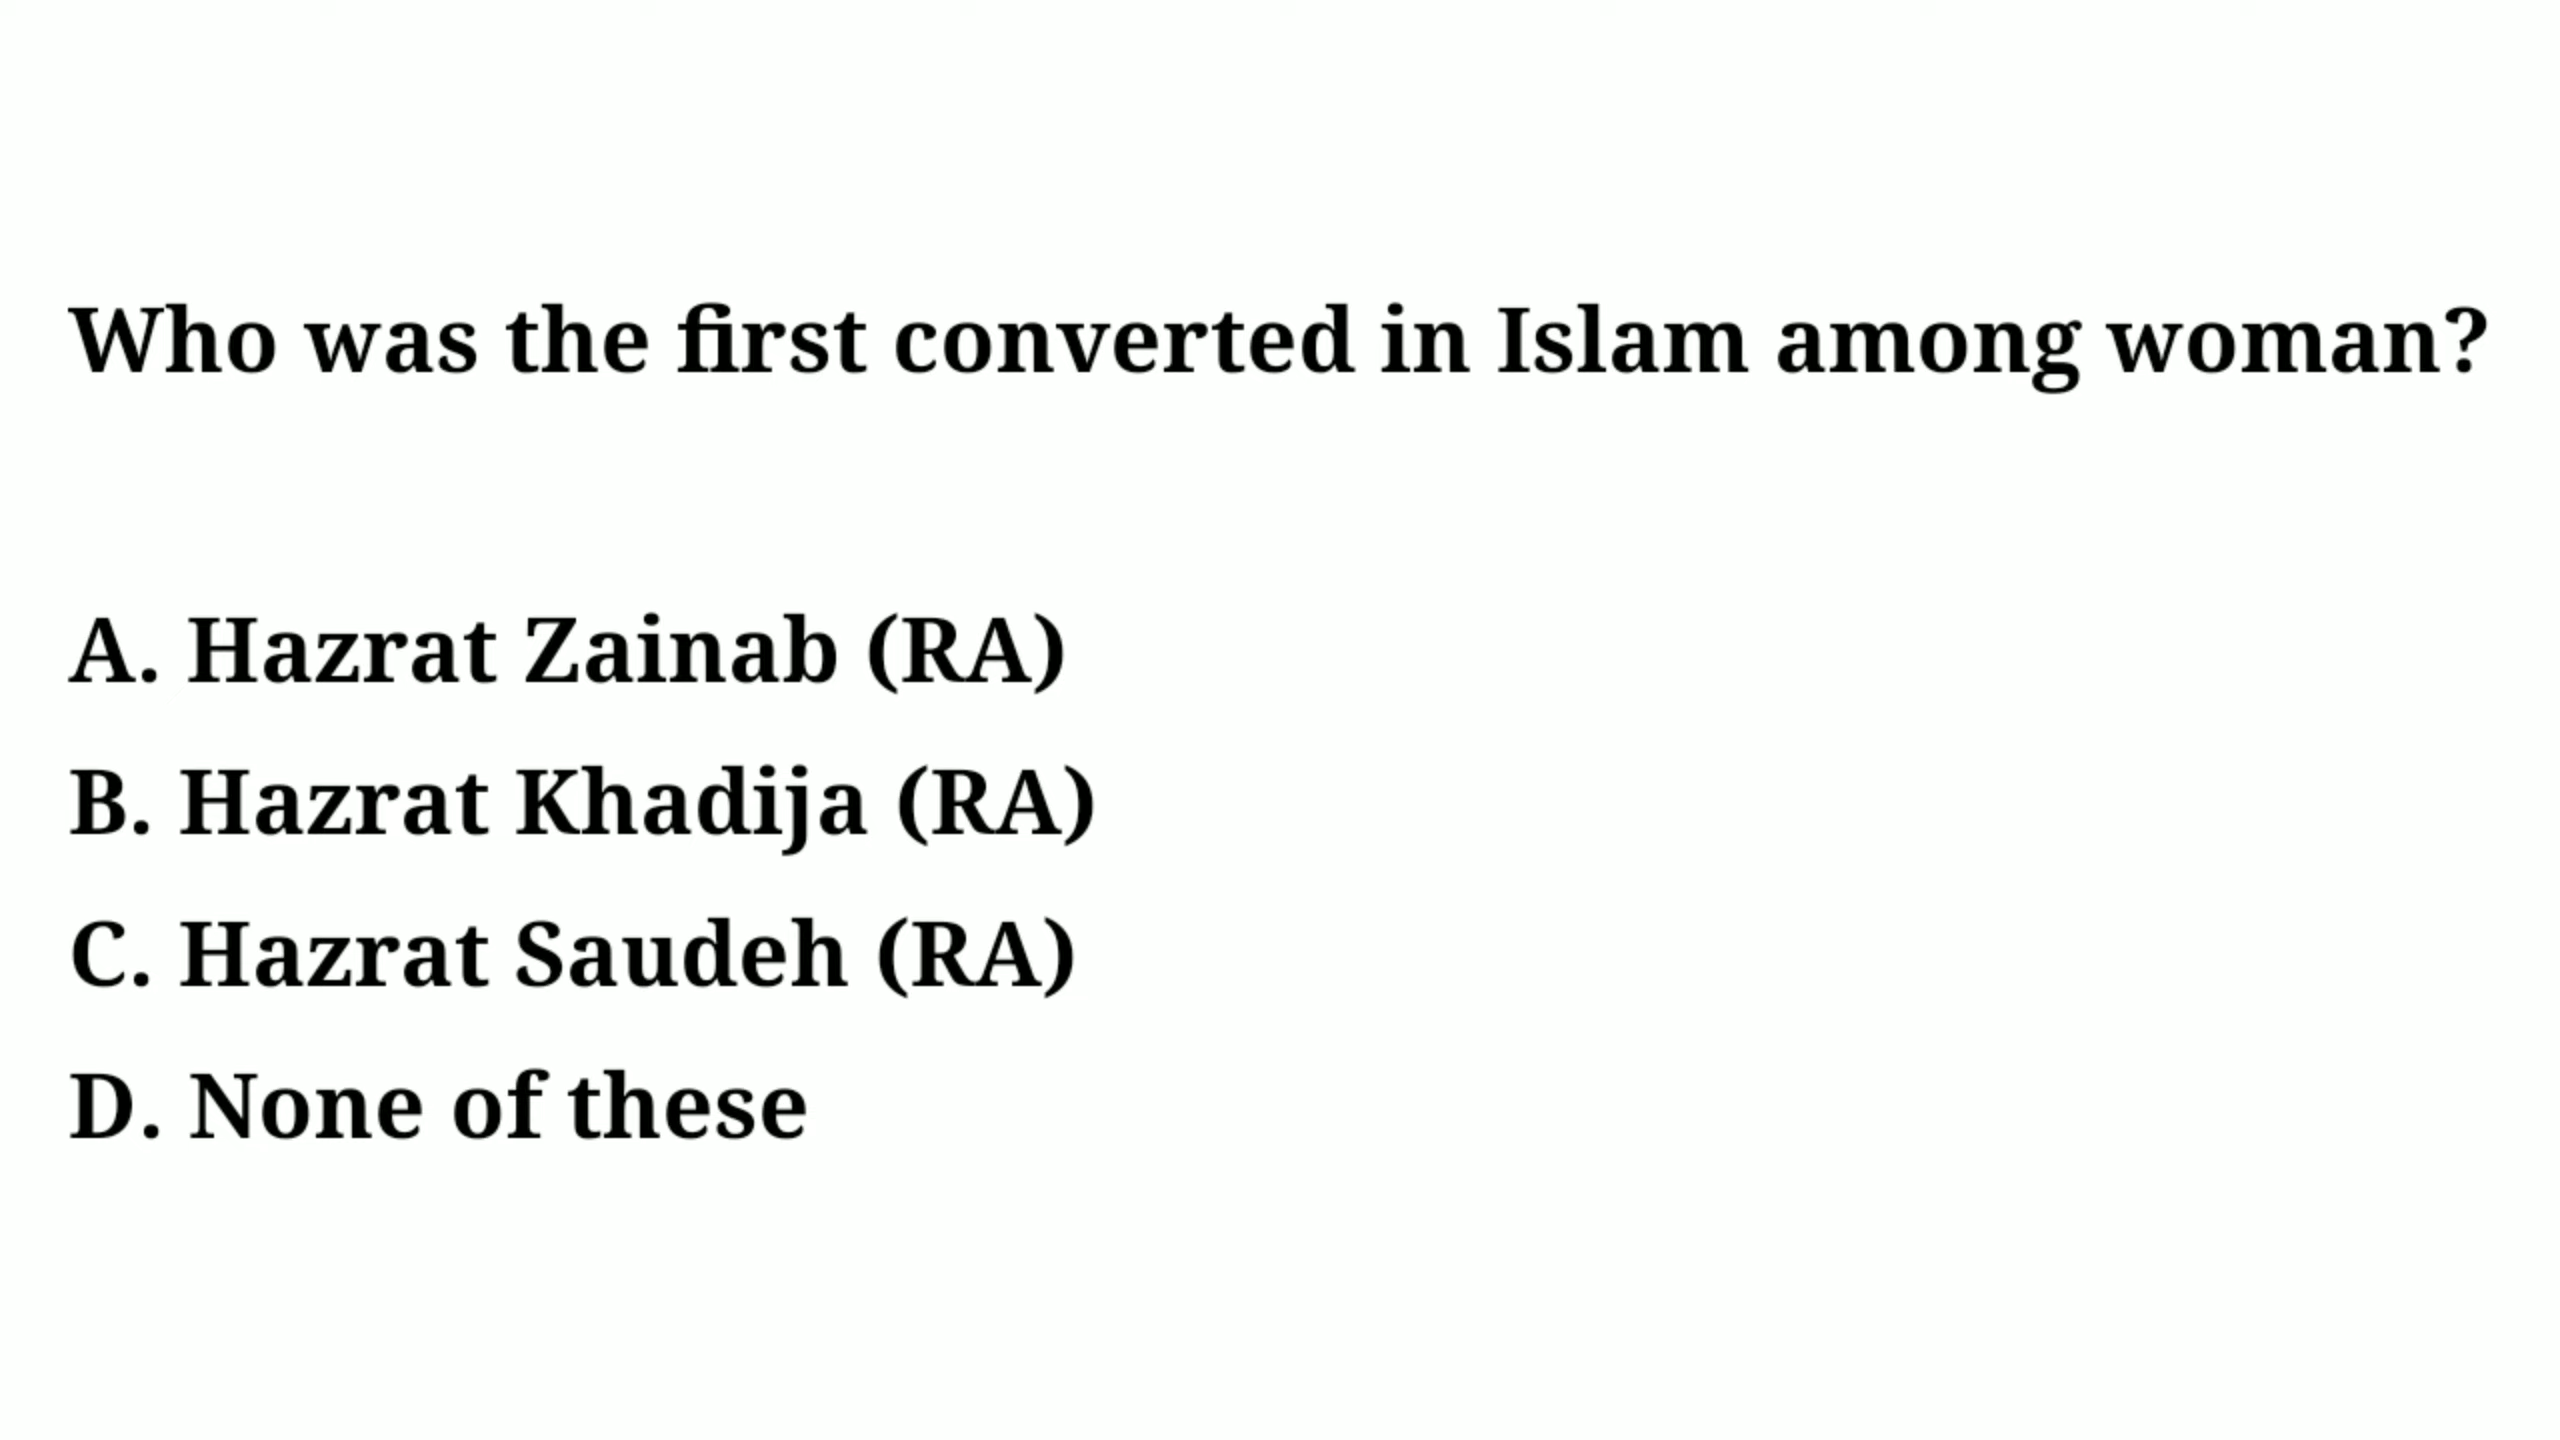 Who was the first converted in Islam among woman?
A. Hazrat Zainab (RA)
B. Hazrat Khadija (RA)
C. Hazrat Saudeh (RA)
D. None of these